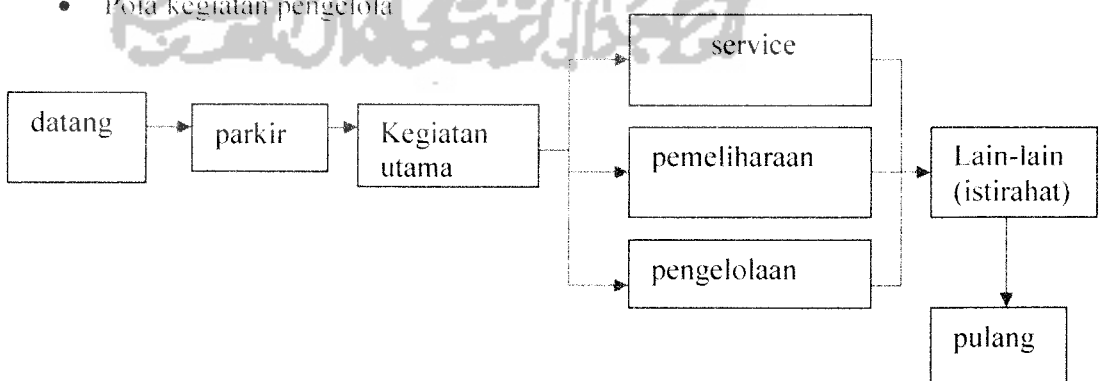 • Pola kegiatan pengelola
datang
parkir
Kegiatan
utama
service
pemeliharaan
pengelolaan
Lain-lain
(istirahat)
pulang